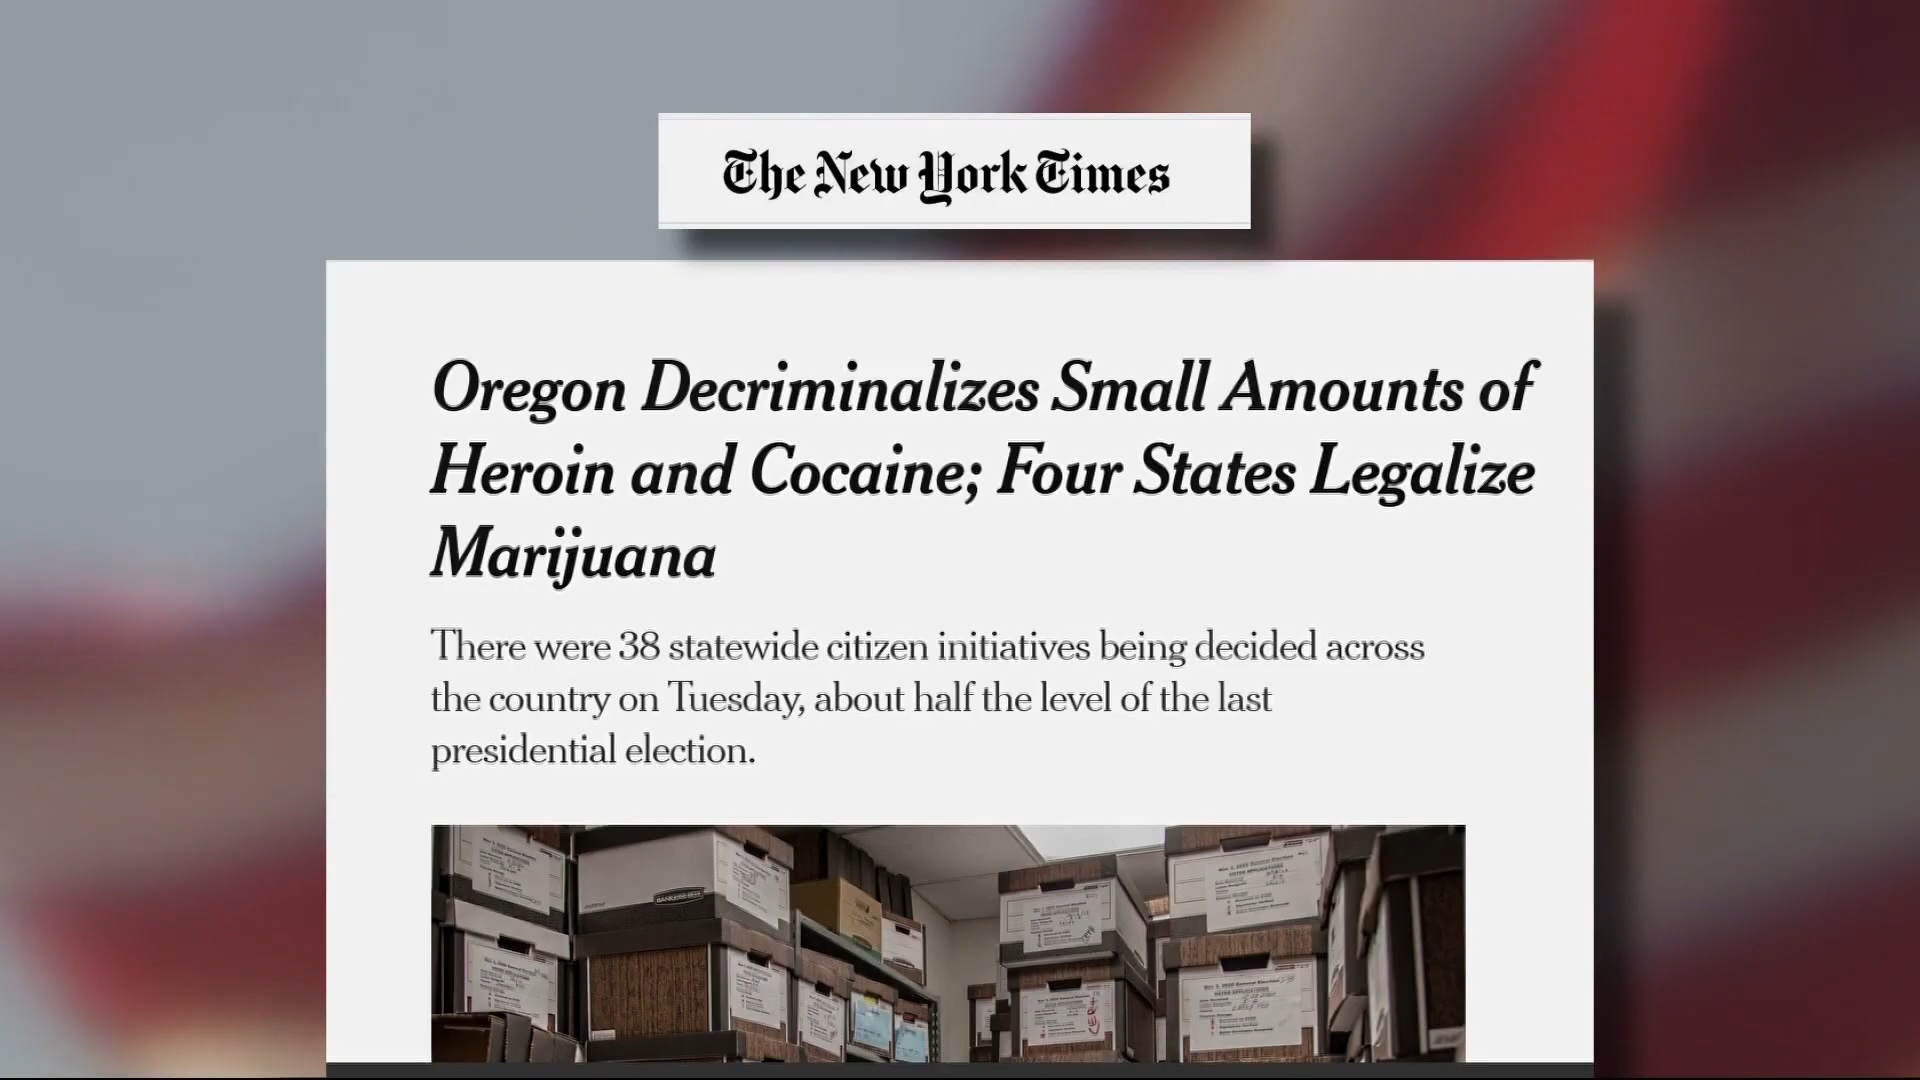 The New York Times
Oregon Decriminalizes Small Amounts of
Heroin and Cocaine; Four States Legalize
Marijuana
There were 38 statewide citizen initiatives being decided across
the country on Tuesday, about half the level of the last
presidential election.
BANKERS BOX